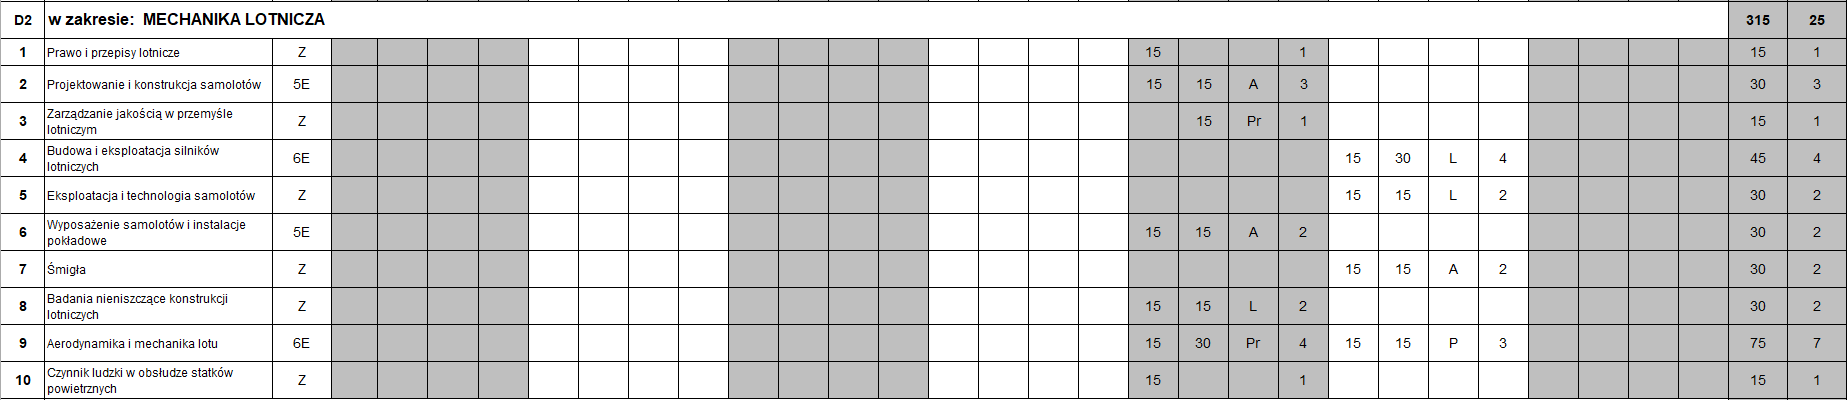 D2 w zakresie: MECHANIKA LOTNICZA 315 25
1 Prawo i przepisy lotnicze Z 15 1 15 1
2 Projektowanie i konstrukcja samolotów 5E 15 15 A 3 30 3
3 Zarządzanie jakością w przemyśle
lotniczym Z 15 Pr 1 15 1
4 Budowa i eksploatacja silników
lotniczych 6E 15 30 L 4 45 4
5 Eksploatacja i technologia samolotów Z 15 15 L 2 30 2
6 Wyposażenie samolotów i instalacje
pokładowe 5E 15 15 A 2 30 2
7 Śmigła Z 15 15 A 2 30 2
8 Badania nieniszczące konstrukcji
lotniczych Z 15 15 L 2 30 2
9 Aerodynamika i mechanika lotu 6E 15 30 Pr 4 15 15 P 3 75 7
10 Czynnik ludzki w obsłudze statków
powietrznych Z 15 1 15 1